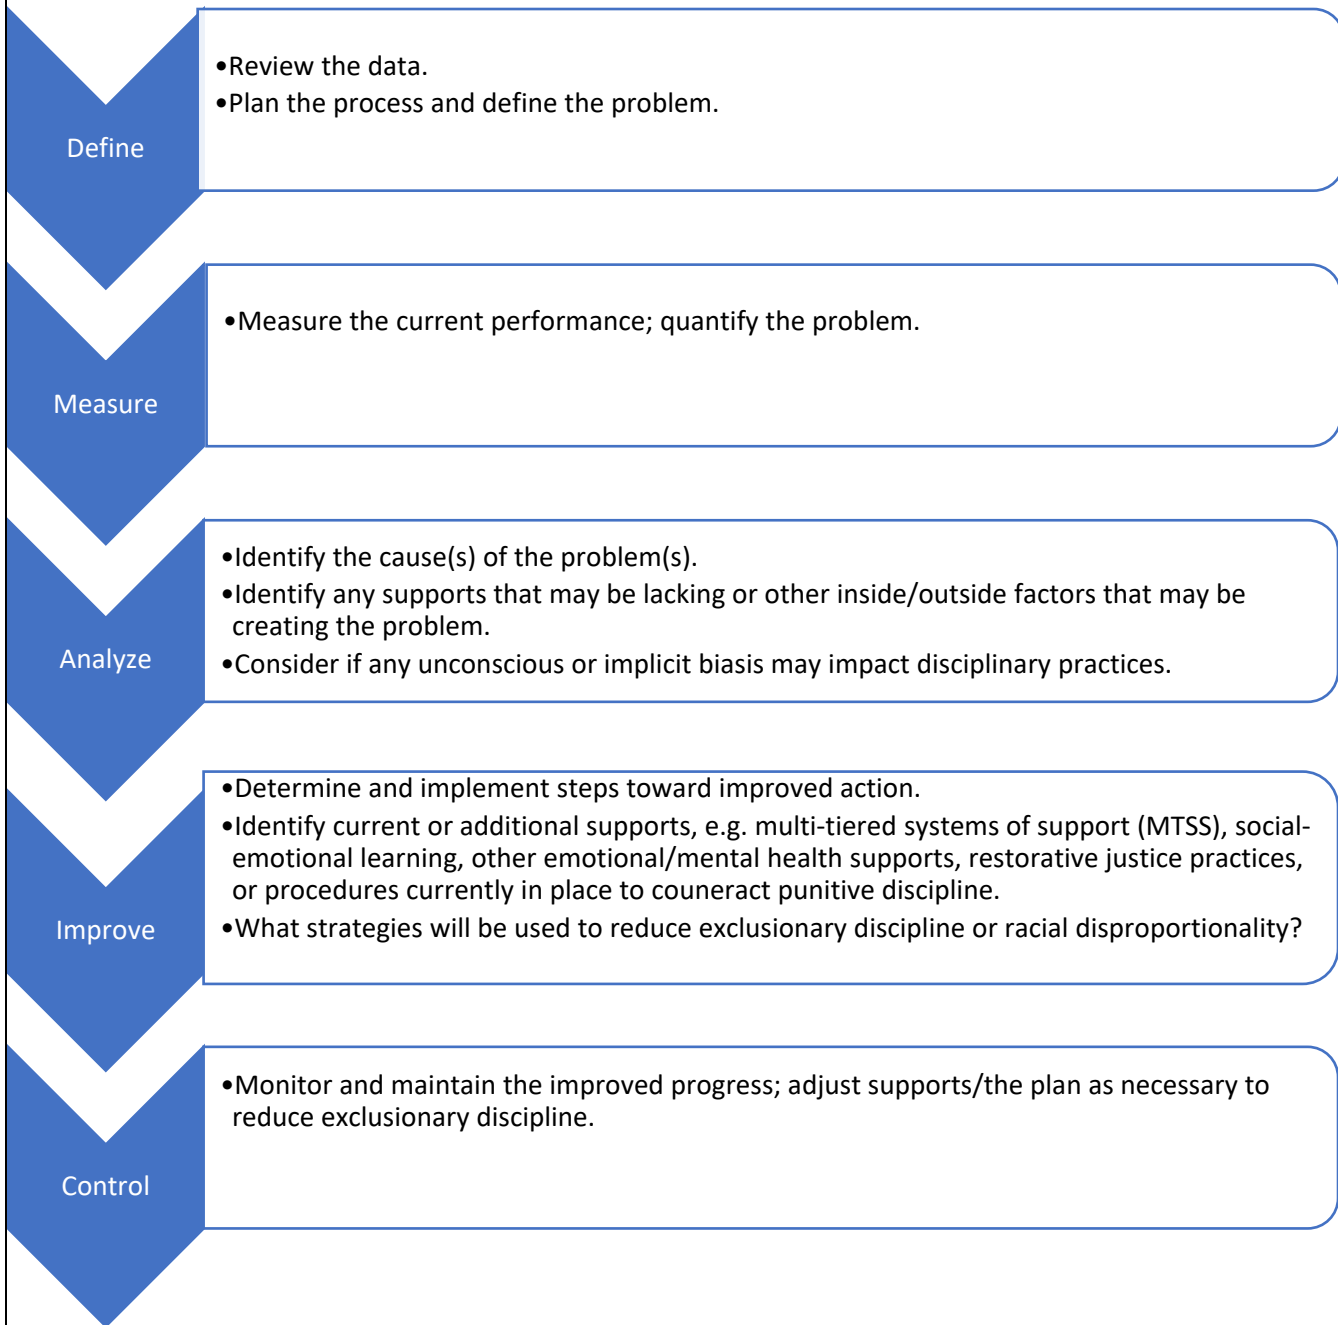 Define
•Review the data.
•Plan the process and define the problem.
Measure
•Measure the current performance; quantify the problem.
Analyze
•Identify the cause(s) of the problem(s).
•Identify any supports that may be lacking or other inside/outside factors that may be
creating the problem.
•Consider if any unconscious or implicit biasis may impact disciplinary practices.
Improve
•Determine and implement steps toward improved action.
•Identify current or additional supports, e.g. multi-tiered systems of support (MTSS), social-
emotional learning, other emotional/mental health supports, restorative justice practices,
or procedures currently in place to couneract punitive discipline.
•What strategies will be used to reduce exclusionary discipline or racial disproportionality?
Control
•Monitor and maintain the improved progress; adjust supports/the plan as necessary to
reduce exclusionary discipline.